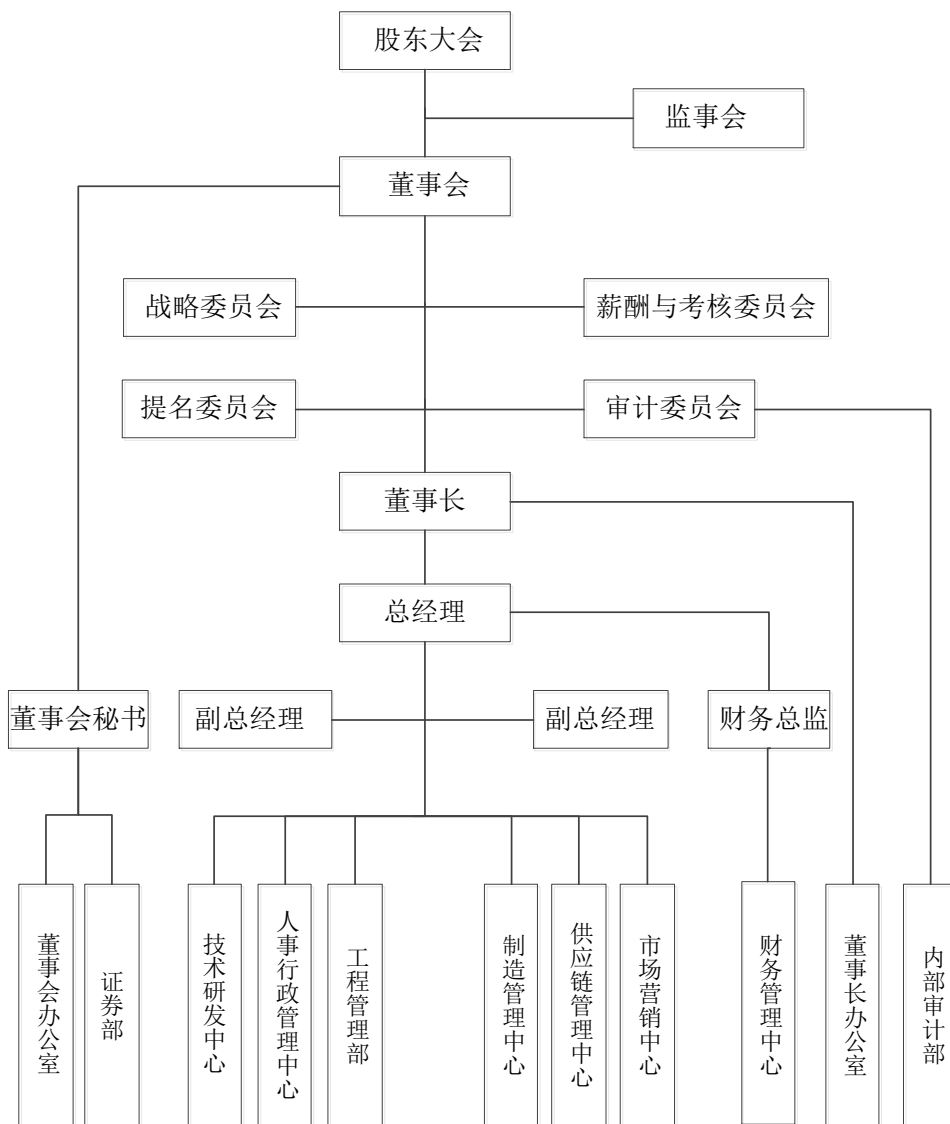 股东大会
监事会
董事会
战略委员会
薪酬与考核委员会
提名委员会
审计委员会
董事长
总经理
董事会秘书
副总经理
副总经理
财务总监
董事会办公室
证券部
技术研发中心
人事行政管理中心
工程管理部
制造管理中心
供应链管理中心
市场营销中心
财务管理中心
董事长办公室
内部审计部